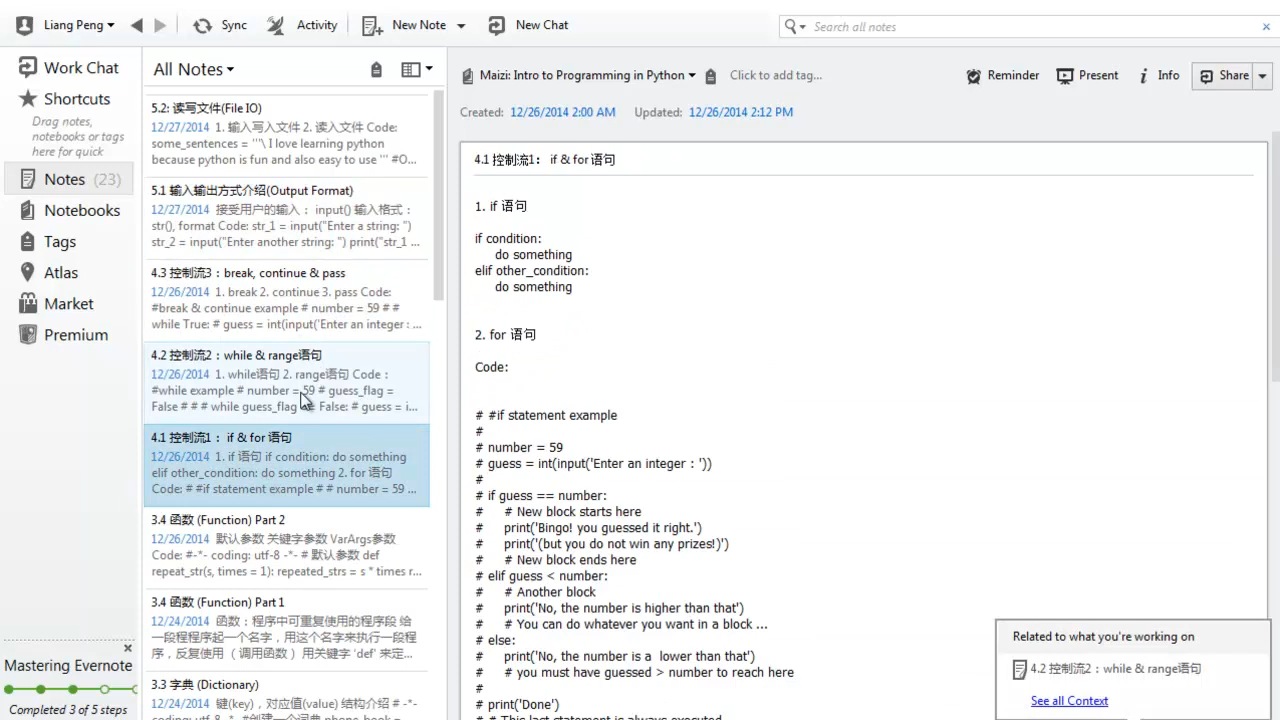 Liang Peng
Sync
Activity
New Note
New Chat
Search all notes
Work Chat
Shortcuts
Drag notes,
notebooks or tags
here for quick
Notes (23)
Notebooks
Tags
Atlas
Market
Premium
Mastering Evernote
Completed 3 of 5 steps
All Notes
5.2: 读写文件(File IO)
12/27/2014 1. 输入写入文件 2. 读入文件 Code:
some_sentences = '''\ I love learning python
because python is fun and also easy to use ''' #O...
5.1 输入输出方式介绍(Output Format)
12/27/2014 接受用户的输入： input() 输入格式：
str(), format Code: str_1 = input("Enter a string: ")
str_2 = input("Enter another string: ") print("str_1 ...
4.3 控制流3：break, continue & pass
12/26/2014 1. break 2. continue 3. pass Code:
#break & continue example # number = 59 # #
while True: # guess = int(input('Enter an integer : ...
4.2 控制流2：while & range语句
12/26/2014 1. while语句 2. range语句 Code：
#while example # number = 59 # guess_flag =
False # # # while guess_flag = False: # guess = i...
4.1 控制流1： if & for 语句
12/26/2014 1. if 语句 if condition: do something
elif other_condition: do something 2. for 语句
Code: # #if statement example # # number = 59 ...
3.4 函数 (Function) Part 2
12/26/2014 默认参数 关键字参数 VarArgs参数
Code: #-*- coding: utf-8 -*- # 默认参数 def
repeat_str(s, times = 1): repeated_strs = s * times r...
3.4 函数 (Function) Part 1
12/24/2014 函数：程序中可重复使用的程序段 给
一段程程序起一个名字，用这个名字来执行一段程
序，反复使用 （调用函数） 用关键字 'def' 来定...
3.3 字典 (Dictionary)
12/24/2014 键(key)，对应值(value) 结构介绍 # -*-
coding: utf-8 -*- #创建一个词典 phone_book =
Maizi: Intro to Programming in Python
Click to add tag...
Reminder
Present
Info
Share
Created: 12/26/2014 2:00 AM Updated: 12/26/2014 2:12 PM
4.1 控制流1： if & for 语句
1. if 语句
if condition:
do something
elif other_condition:
do something
2. for 语句
Code:
# #if statement example
#
# number = 59
# guess = int(input('Enter an integer : '))
#
# if guess == number:
# # New block starts here
# print('Bingo! you guessed it right.')
# print('(but you do not win any prizes!)')
# # New block ends here
# elif guess < number:
# # Another block
# print('No, the number is higher than that')
# # You can do whatever you want in a block ...
# else:
# print('No, the number is a lower than that')
# # you must have guessed > number to reach here
#
# print('Done')
# # This last statement is always executed
Related to what you're working on
4.2 控制流2：while & range语句
See all Context